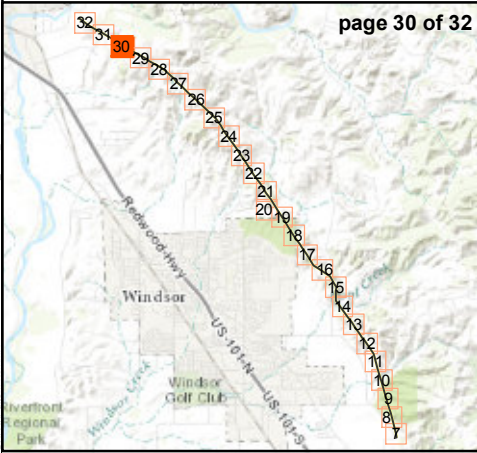 page 30 of 32
32
31
30
29
28
27
26
25
24
23
22
21
20
19
18
17
16
15
14
13
12
11
10
9
8
7
Redwood-Hwy
Windsor
US-101-N
US-101-S
Windsor
Golf Club
Windsor Creek
Riverfront
Regional
Park
Creek